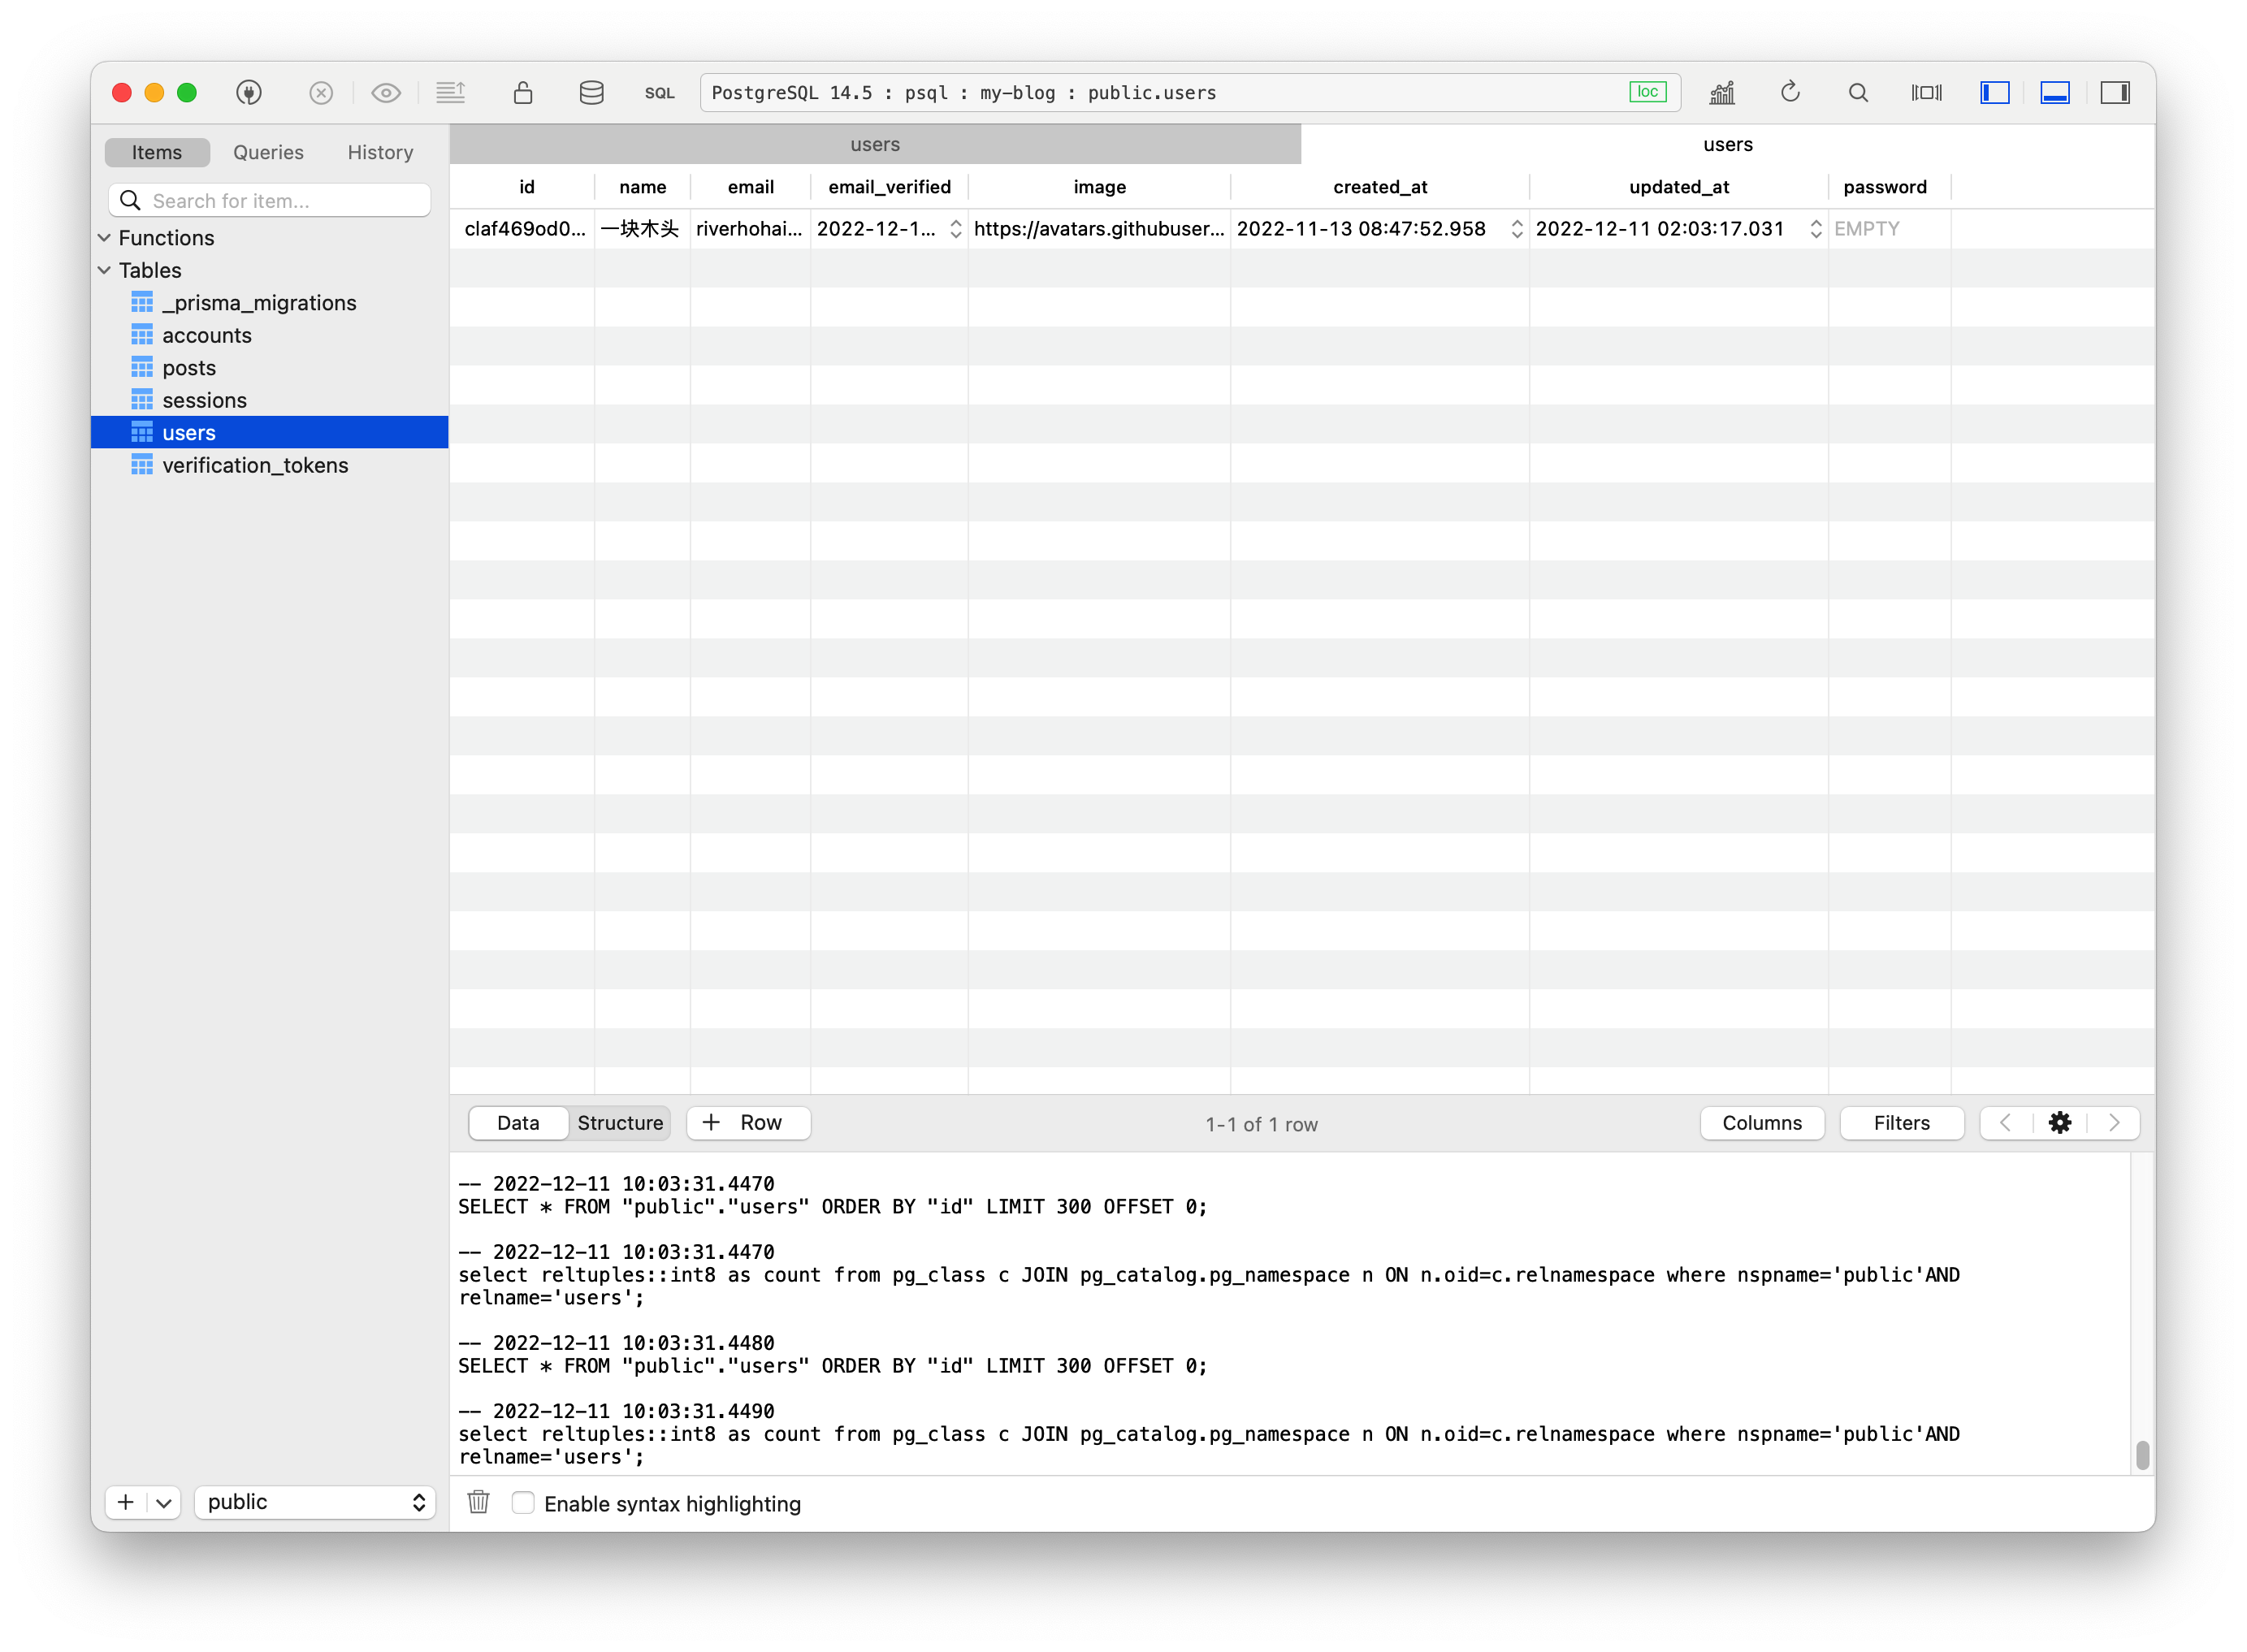 SQL
PostgreSQL 14.5 : psql : my-blog : public.users
loc
Items Queries History
Search for item...
Functions
Tables
_prisma_migrations
accounts
posts
sessions
users
verification_tokens
public
users users
id name email email_verified image created_at updated_at password
claf469od0... 一块木头 riverhohai... 2022-12-1... https://avatars.githubuser... 2022-11-13 08:47:52.958 2022-12-11 02:03:17.031 EMPTY
Data Structure + Row 1-1 of 1 row Columns Filters
-- 2022-12-11 10:03:31.4470
SELECT * FROM "public"."users" ORDER BY "id" LIMIT 300 OFFSET 0;
-- 2022-12-11 10:03:31.4470
select reltuples::int8 as count from pg_class c JOIN pg_catalog.pg_namespace n ON n.oid=c.relnamespace where nspname='public'AND
relname='users';
-- 2022-12-11 10:03:31.4480
SELECT * FROM "public"."users" ORDER BY "id" LIMIT 300 OFFSET 0;
-- 2022-12-11 10:03:31.4490
select reltuples::int8 as count from pg_class c JOIN pg_catalog.pg_namespace n ON n.oid=c.relnamespace where nspname='public'AND
relname='users';
Enable syntax highlighting